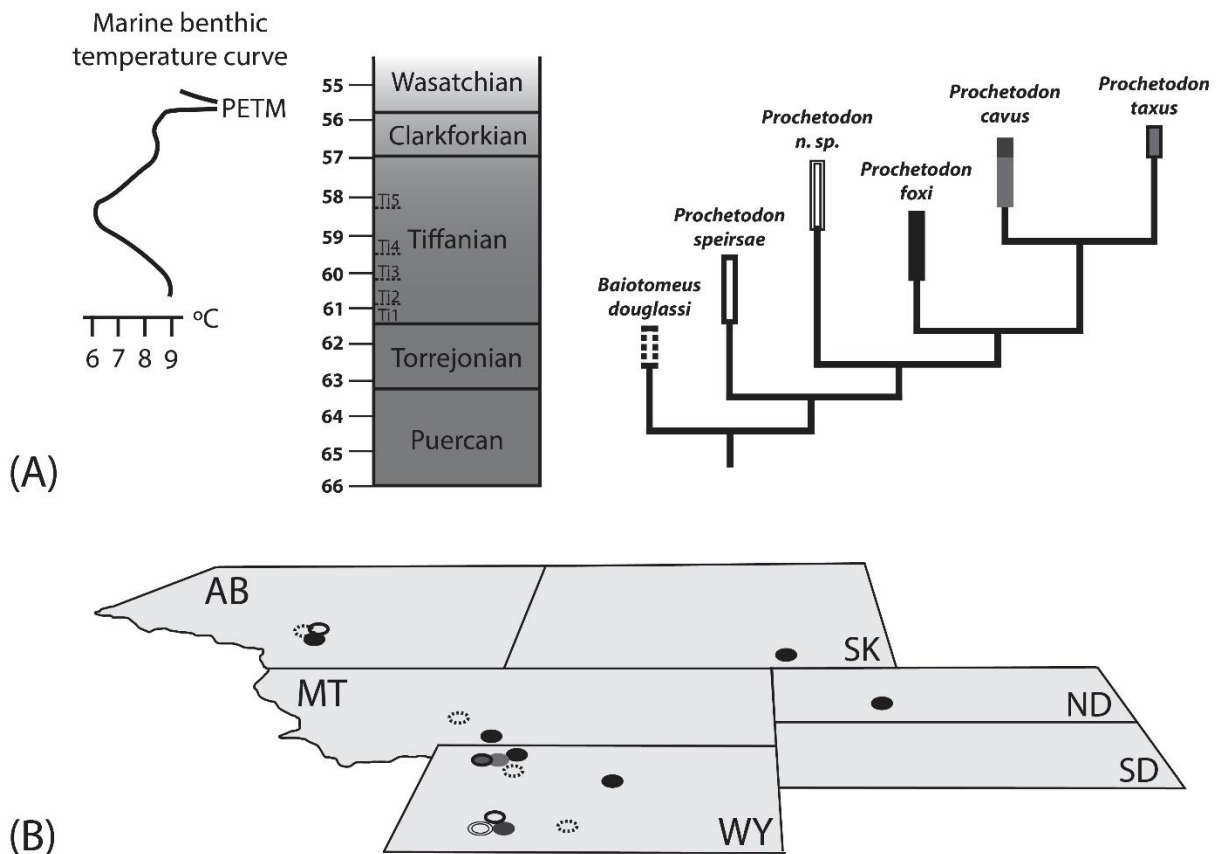 Marine benthic
temperature curve
PETM
°C
6 7 8 9
55
56
57
58
59
60
61
62
63
64
65
66
Wasatchian
Clarkforkian
Tiffanian
Ti5
Ti4
Ti3
Ti2
Ti1
Torrejonian
Puercan
Baiotomeus
douglassi
Prochetodon
speirsae
Prochetodon
n. sp.
Prochetodon
foxi
Prochetodon
cavus
Prochetodon
taxus
(A)
AB
SK
MT
ND
SD
WY
(B)